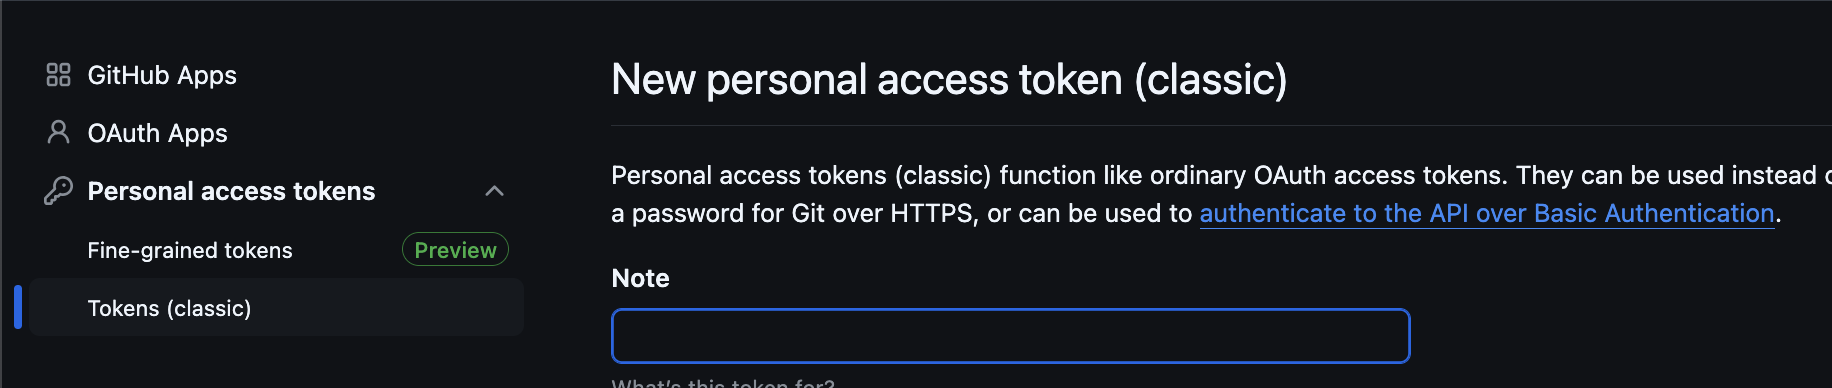 GitHub Apps
OAuth Apps
Personal access tokens
Fine-grained tokens Preview
Tokens (classic)
New personal access token (classic)
Personal access tokens (classic) function like ordinary OAuth access tokens. They can be used instead
a password for Git over HTTPS, or can be used to authenticate to the API over Basic Authentication.
Note
What's this token for?